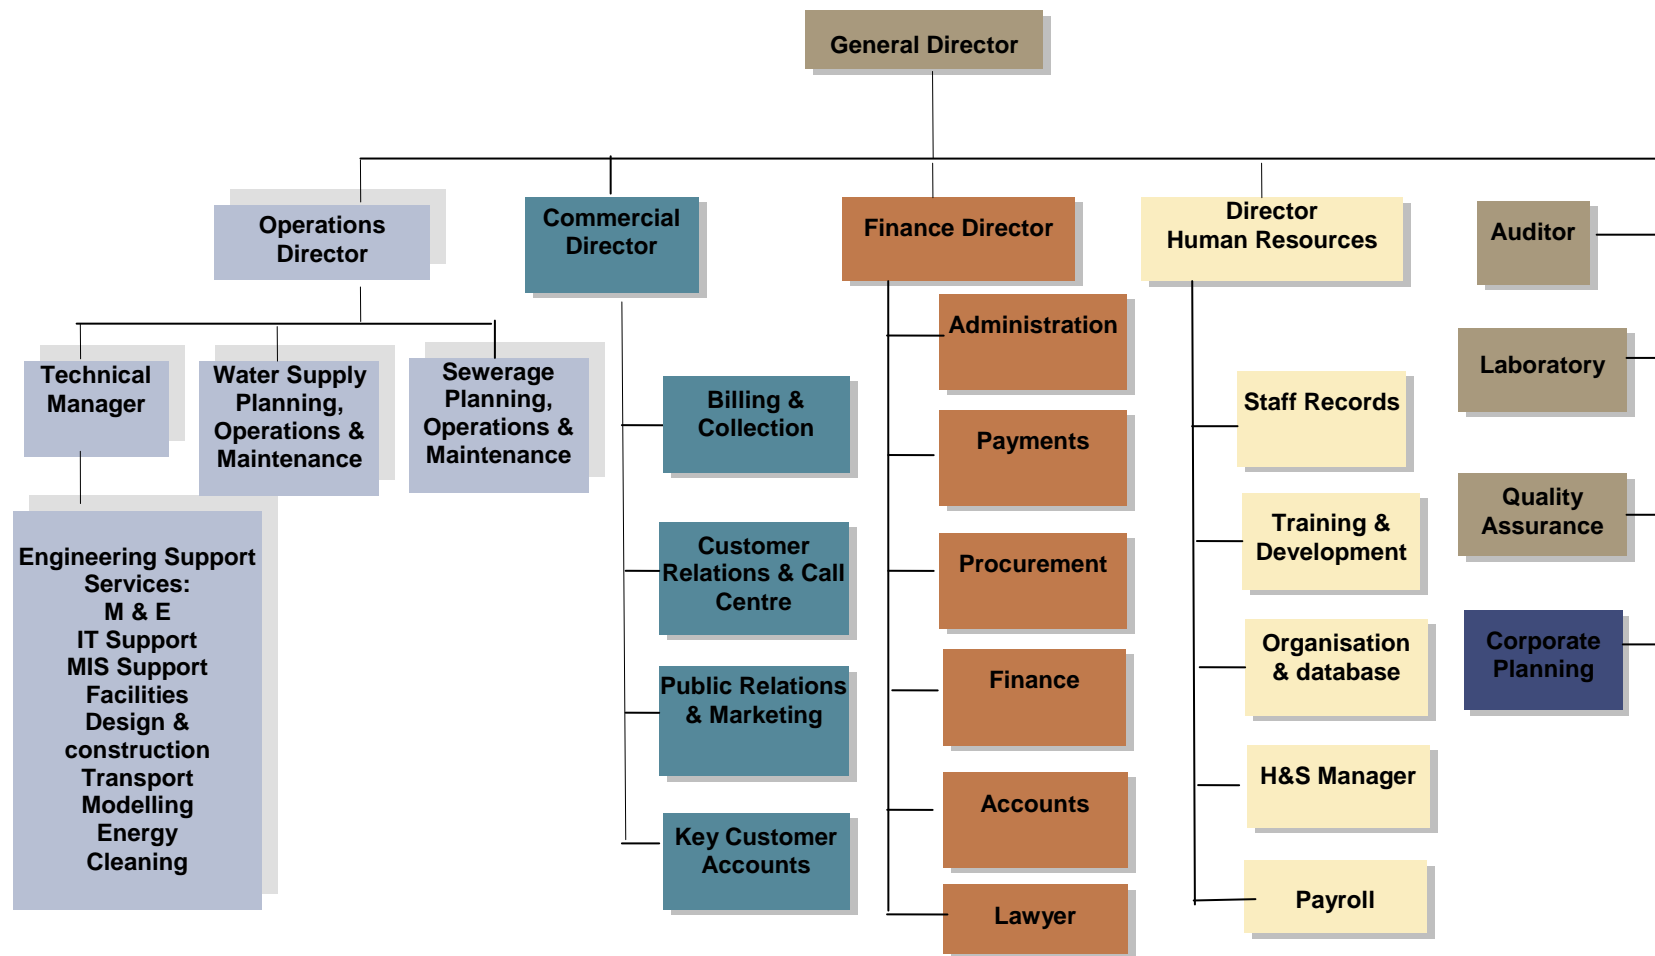 General Director
Operations
Director
Commercial
Director
Finance Director
Director
Human Resources
Auditor
Technical
Manager
Water Supply
Planning,
Operations &
Maintenance
Sewerage
Planning,
Operations &
Maintenance
Engineering Support
Services:
M & E
IT Support
MIS Support
Facilities
Design &
construction
Transport
Modelling
Energy
Cleaning
Billing &
Collection
Customer
Relations & Call
Centre
Public Relations
& Marketing
Key Customer
Accounts
Administration
Payments
Procurement
Finance
Accounts
Lawyer
Staff Records
Training &
Development
Organisation
& database
H&S Manager
Payroll
Laboratory
Quality
Assurance
Corporate
Planning